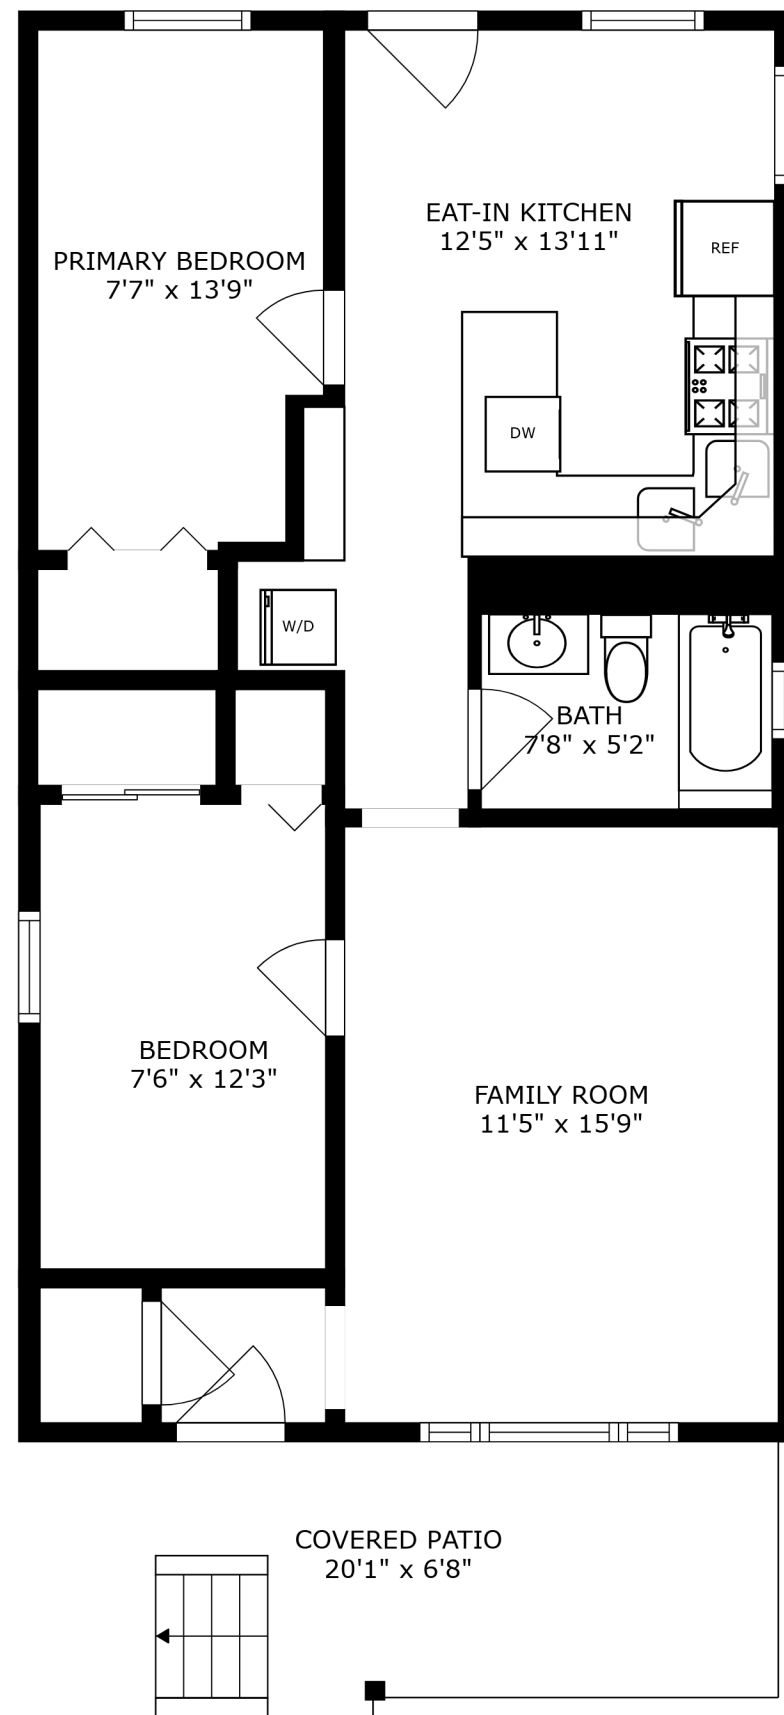 EAT-IN KITCHEN
12'5" x 13'11"
REF
PRIMARY BEDROOM
7'7" x 13'9"
DW
W/D
BATH
7'8" x 5'2"
BEDROOM
7'6" x 12'3"
FAMILY ROOM
11'5" x 15'9"
COVERED PATIO
20'1" x 6'8"